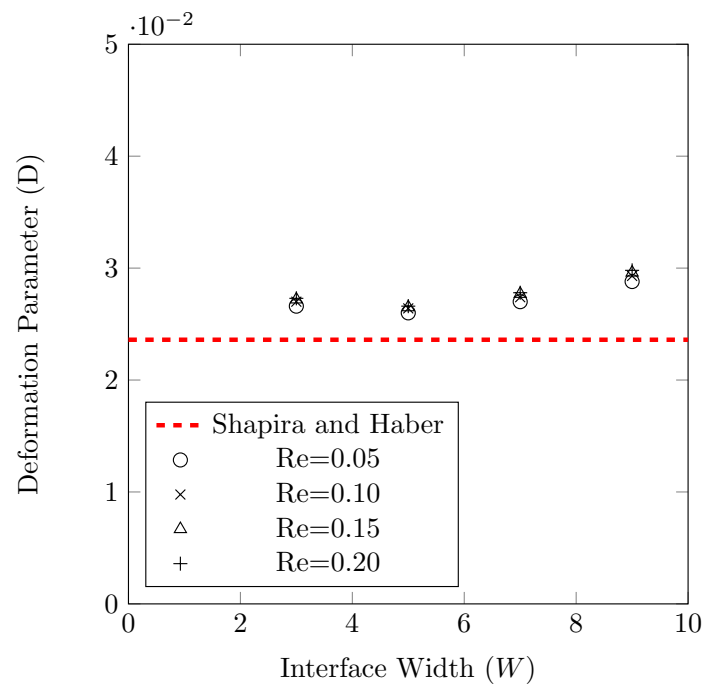 ·10−2
5
4
3
2
1
0
Deformation Parameter (D)
Shapira and Haber
Re=0.05
Re=0.10
Re=0.15
Re=0.20
0 2 4 6 8 10
Interface Width (W)